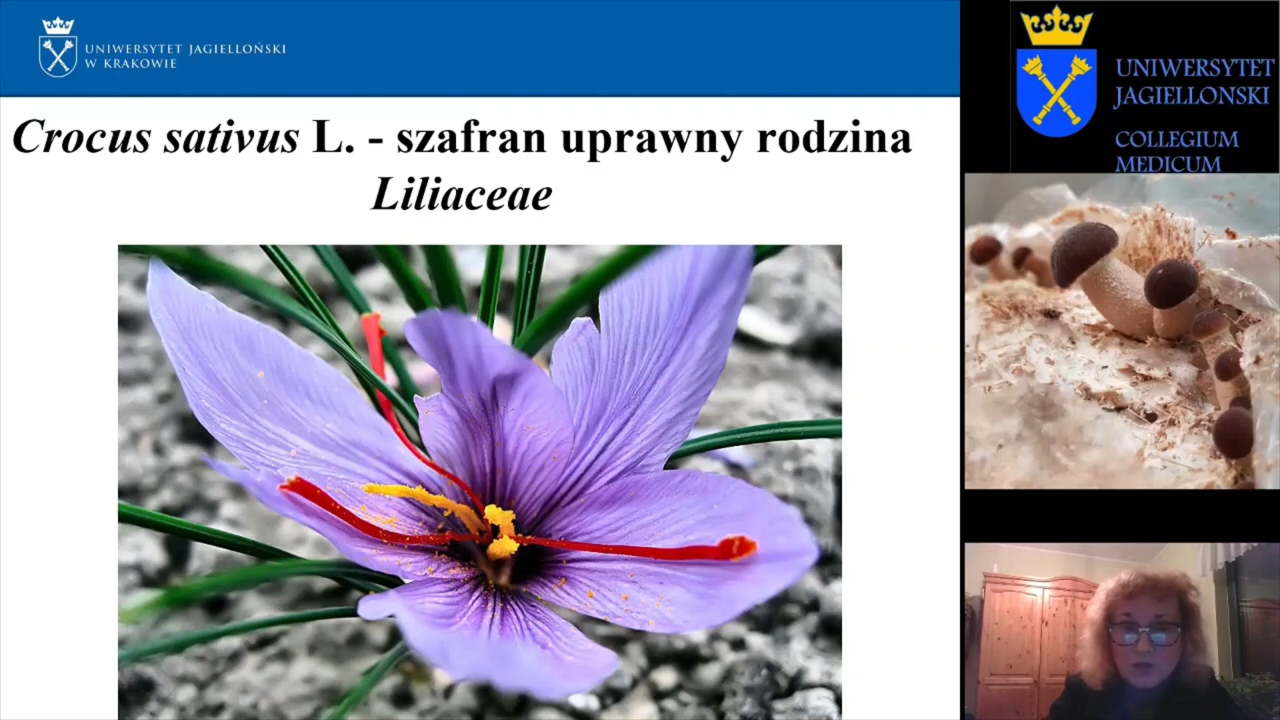 UNIWERSYTET JAGIELLOŃSKI
W KRAKOWIE
Crocus sativus L. - szafran uprawny rodzina
Liliaceae
UNIWERSYTET
JAGIELLONSKI
COLLEGIUM
MEDICUM